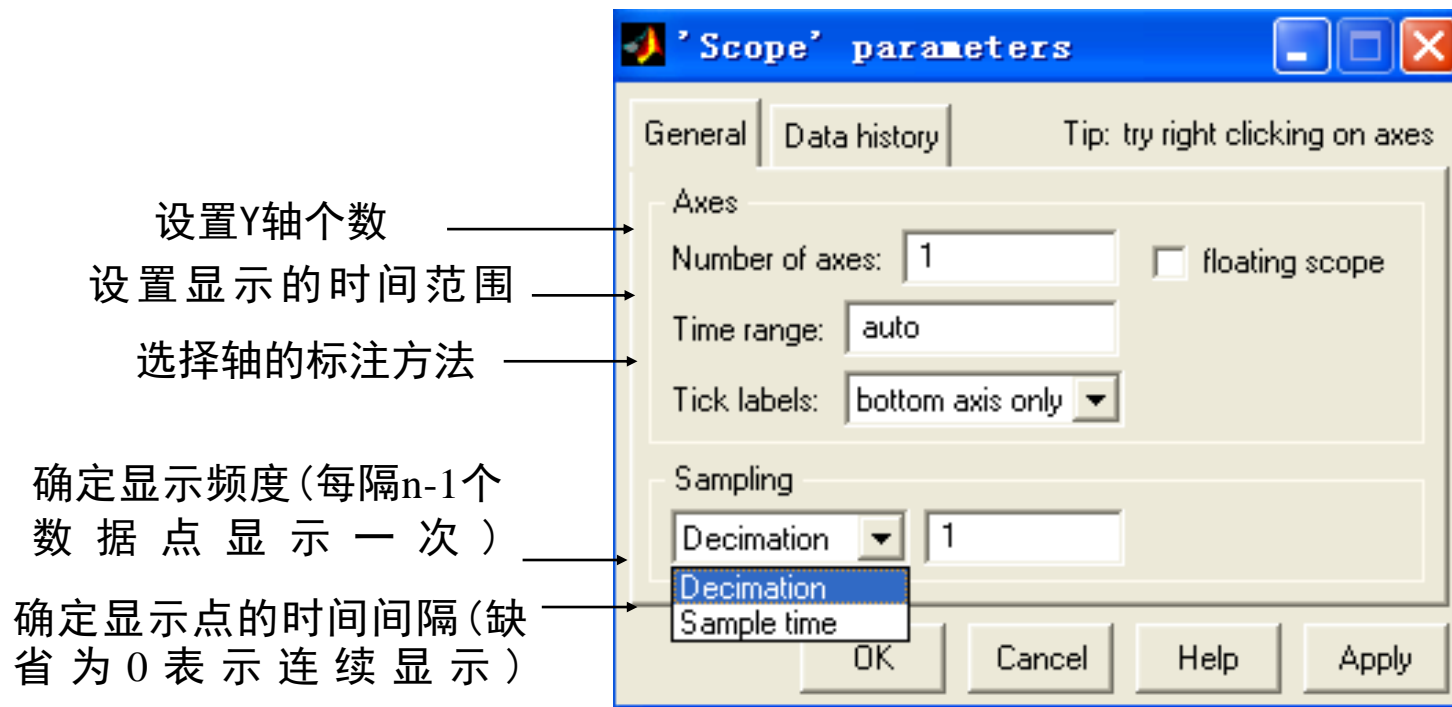 'Scope' parameters
General Data history Tip: try right clicking on axes
Axes
设置Y轴个数
Number of axes: 1 floating scope
设置显示的时间范围
Time range: auto
选择轴的标注方法
Tick labels: bottom axis only
Sampling
确定显示频度(每隔n-1个
数据点显示一次)
Decimation 1
Decimation
Sample time
确定显示点的时间间隔(缺
省为0表示连续显示)
OK Cancel Help Apply